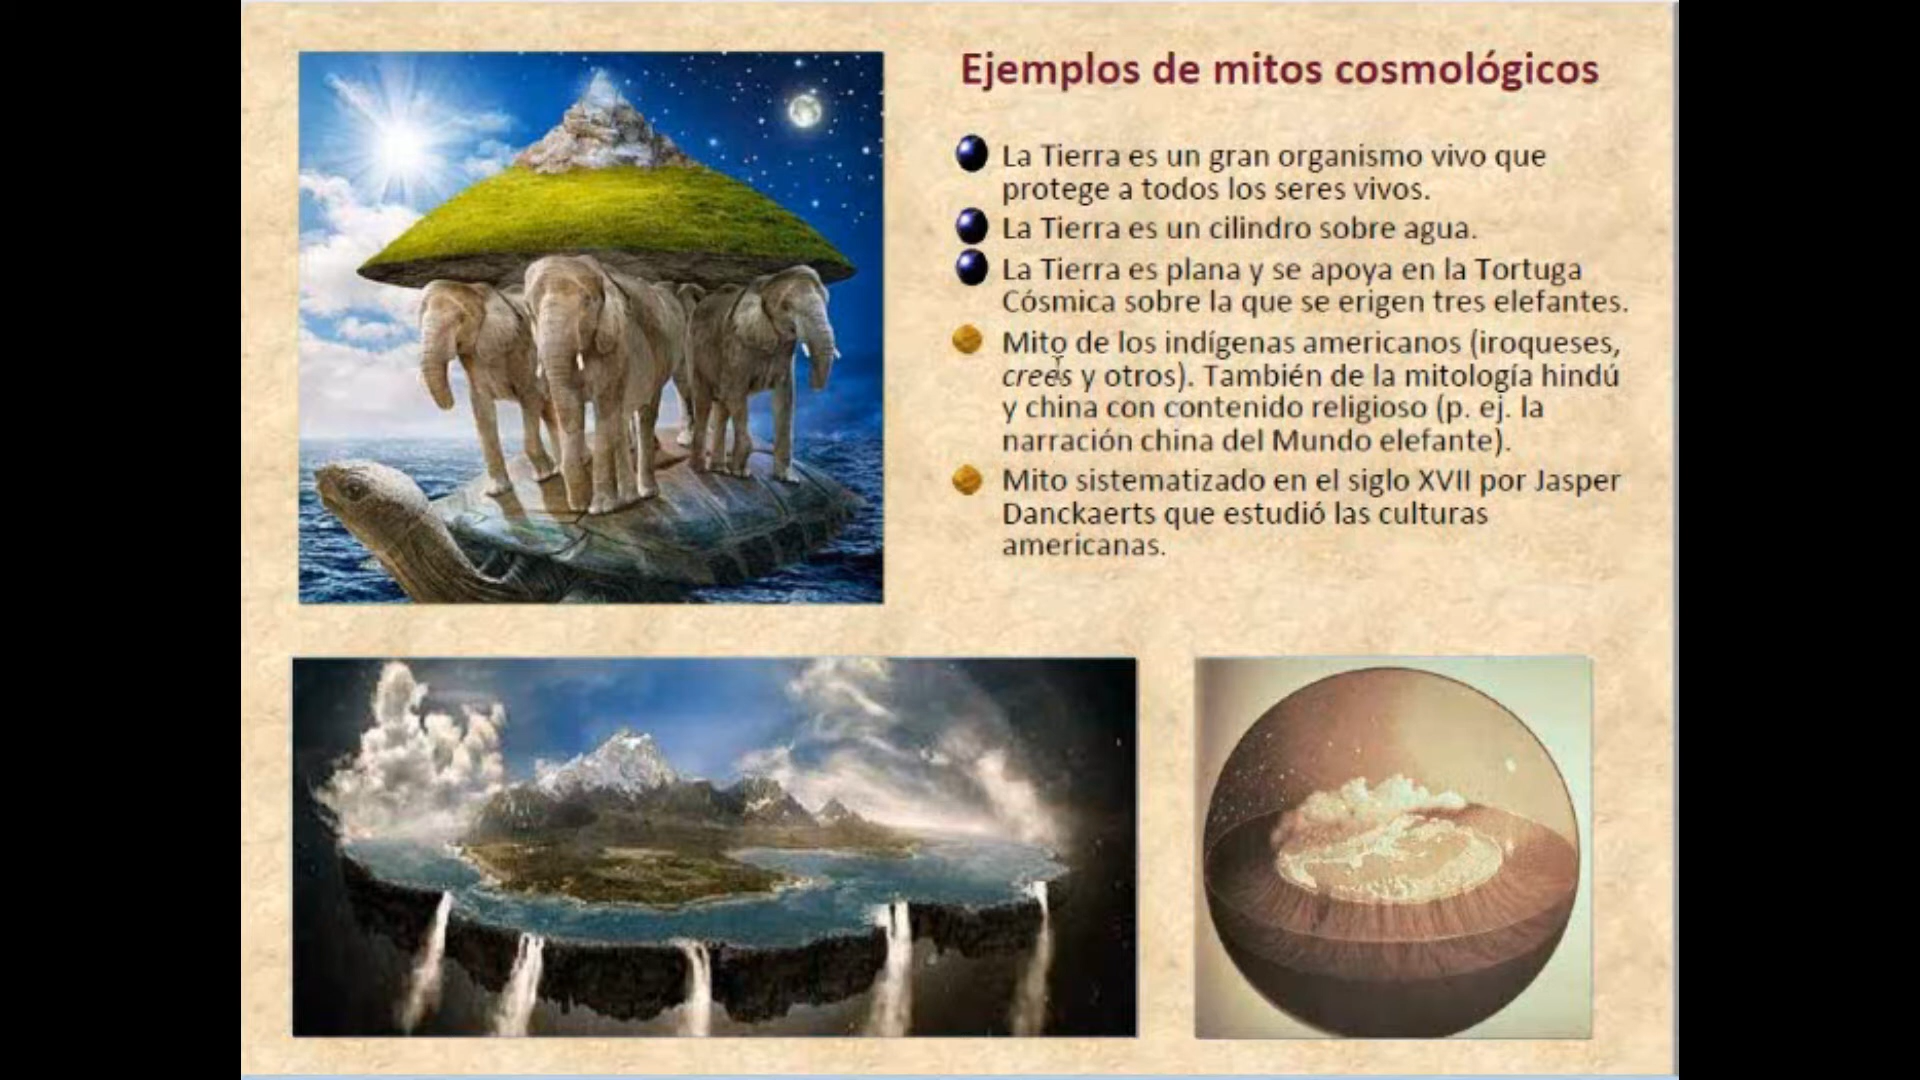 Ejemplos de mitos cosmológicos
La Tierra es un gran organismo vivo que
protege a todos los seres vivos.
La Tierra es un cilindro sobre agua.
La Tierra es plana y se apoya en la Tortuga
Cósmica sobre la que se erigen tres elefantes.
Mito de los indígenas americanos (iroqueses,
crees y otros). También de la mitología hindú
y china con contenido religioso (p. ej. la
narración china del Mundo elefante).
Mito sistematizado en el siglo XVII por Jasper
Danckaerts que estudió las culturas
americanas.